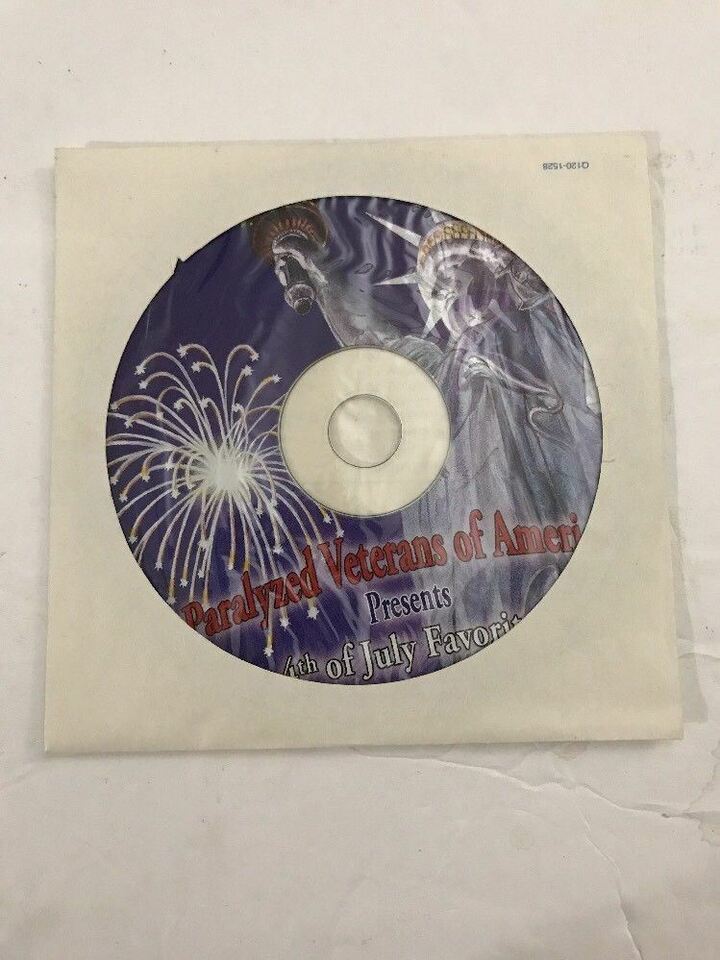 Q120-1528
Paralyzed Veterans of Ameri
Presents
4th of July Favorit